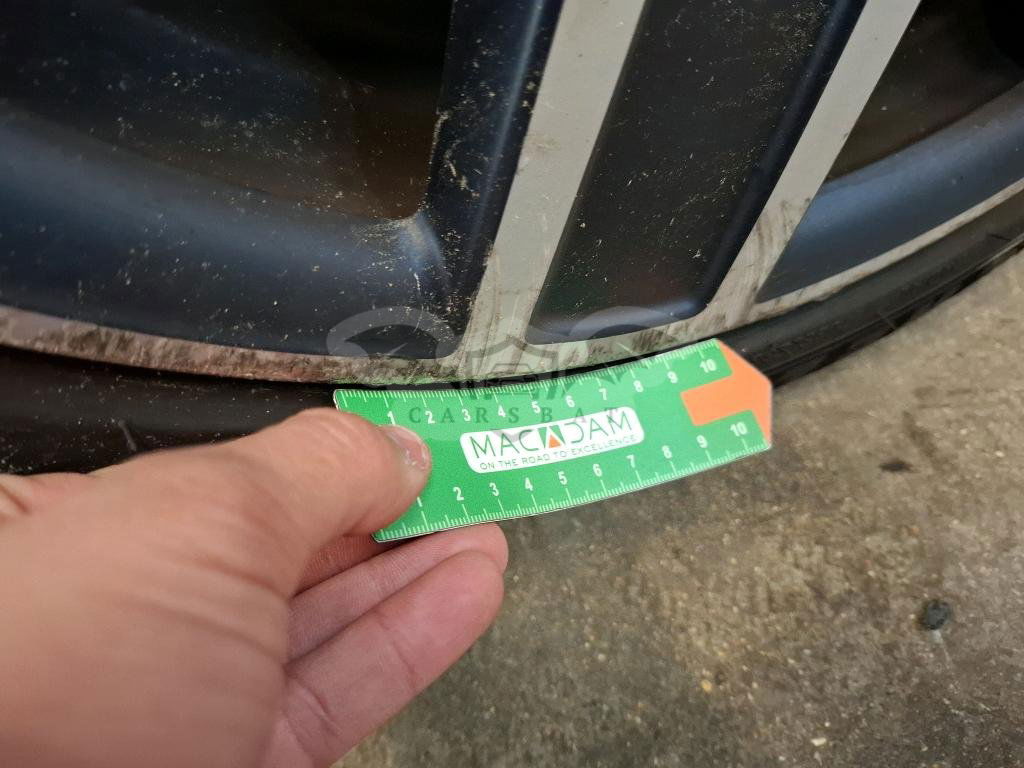 1 2 3 4 5 6 7 8 9 10
CARSBAT
MACADAM
ON THE ROAD TO EXCELLENCE
1 2 3 4 5 6 7 8 9 10